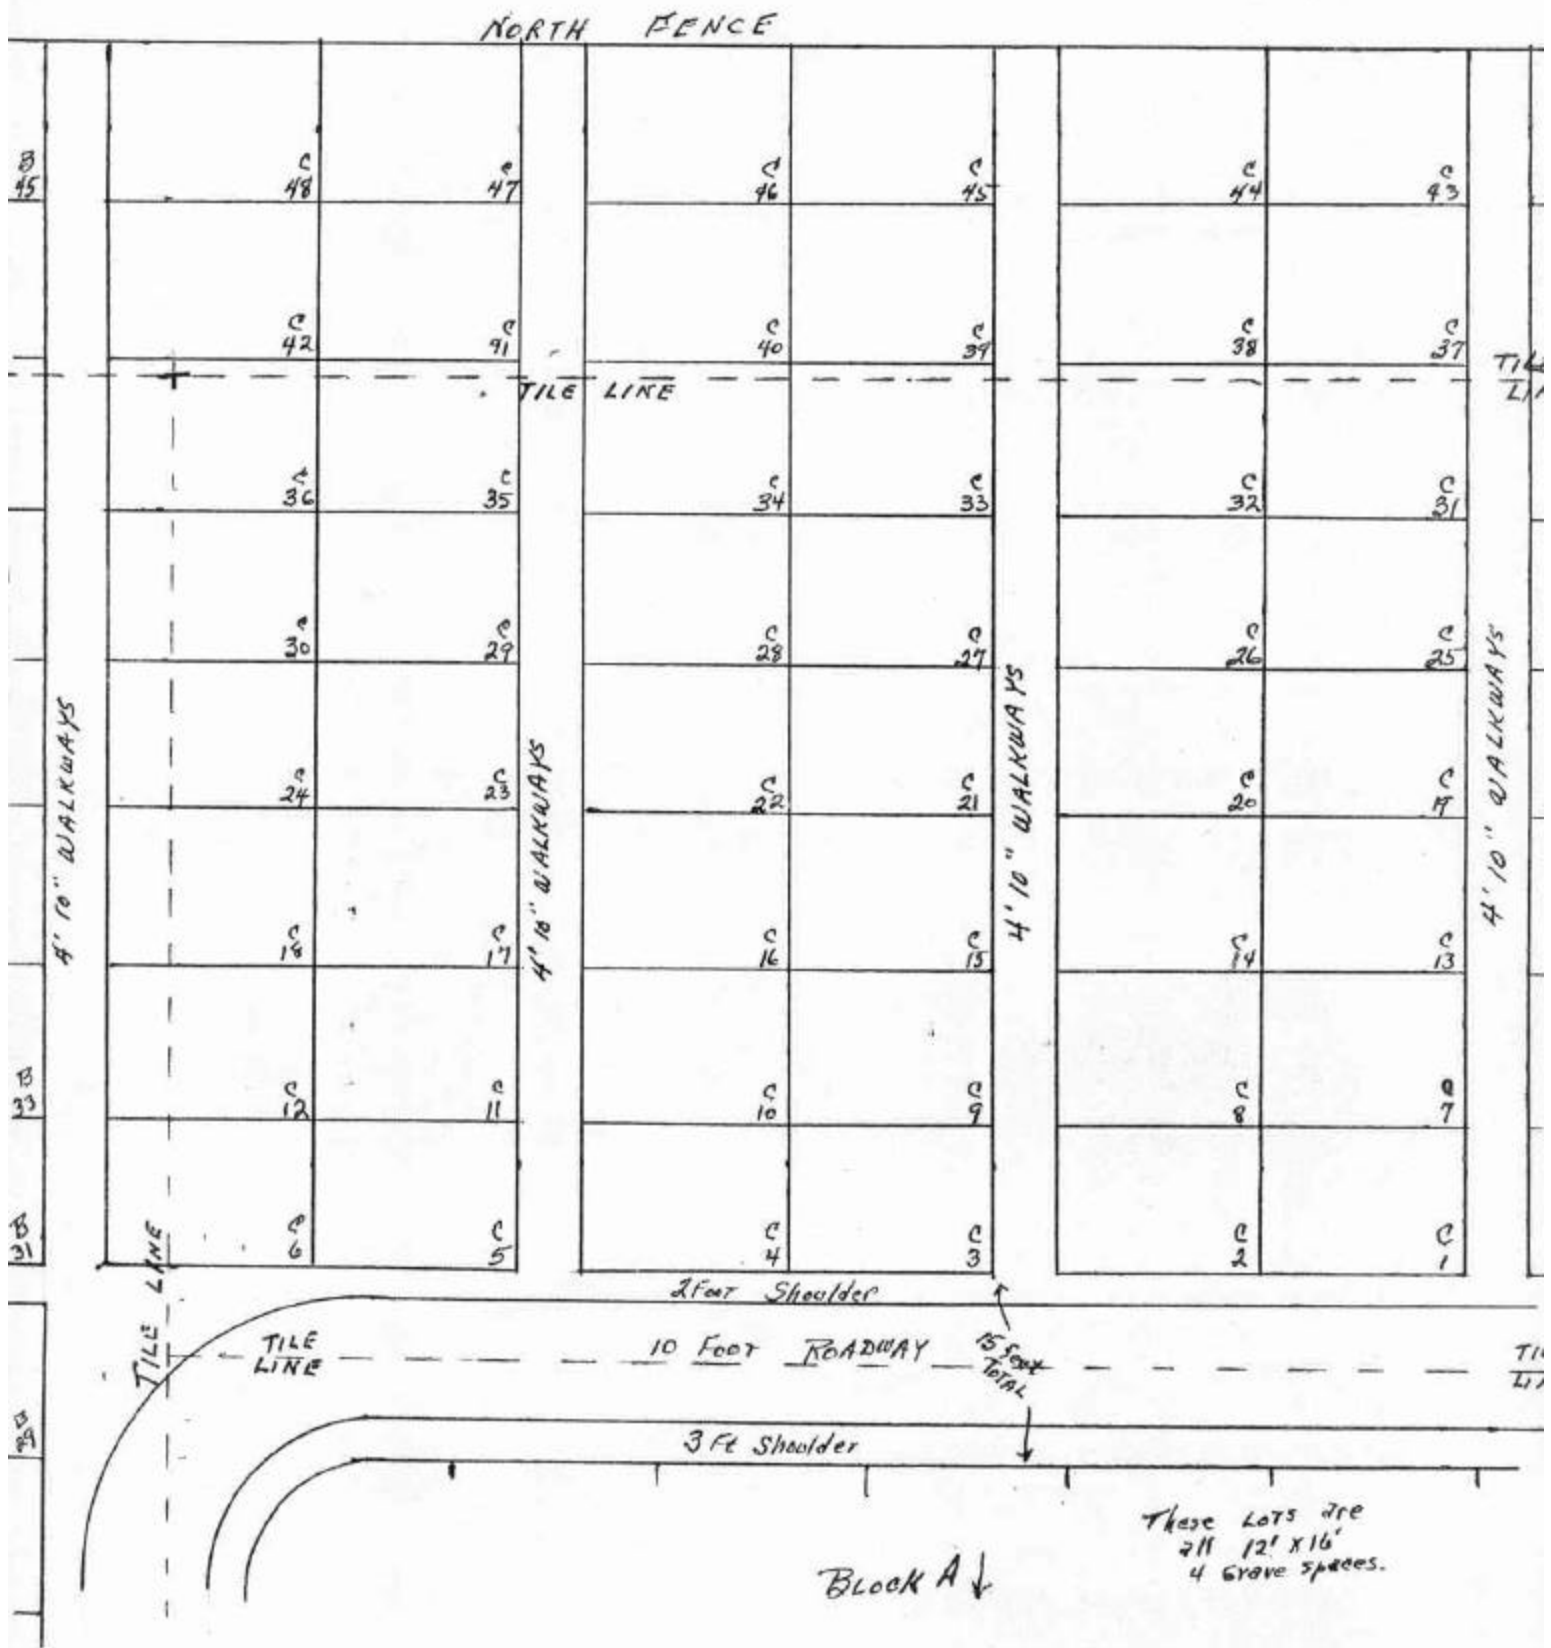 NORTH FENCE
B C C C C C C
45 48 47 46 45 44 43
C C C C C C
42 41 40 39 38 37
TILE LINE
TILE
LIN
C C C C C C
36 35 34 33 32 31
C C C C C C
30 29 28 27 26 25
C C C C C C
24 23 22 21 20 19
4' 10" WALKWAYS
4' 10" WALKWAYS
4' 10" WALKWAYS
4' 10" WALKWAYS
C C C C C C
18 17 16 15 14 13
B C C C C C C
33 12 11 10 9 8 7
B C C C C C C
31 6 5 4 3 2 1
TILE LINE
2 Foot Shoulder
TILE
LINE
10 Foot ROADWAY
15 Foot
TOTAL
TIL
LIN
B
3 Ft Shoulder
These LOTS are
all 12' X 16'
4 Grave spaces.
BLOCK A ↓